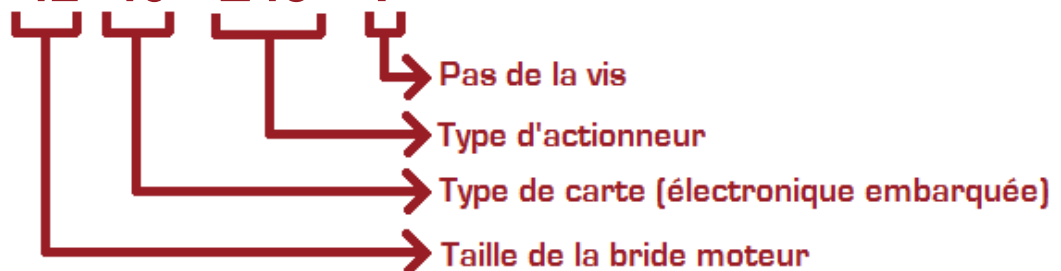 Pas de la vis
Type d'actionneur
Type de carte (électronique embarquée)
Taille de la bride moteur